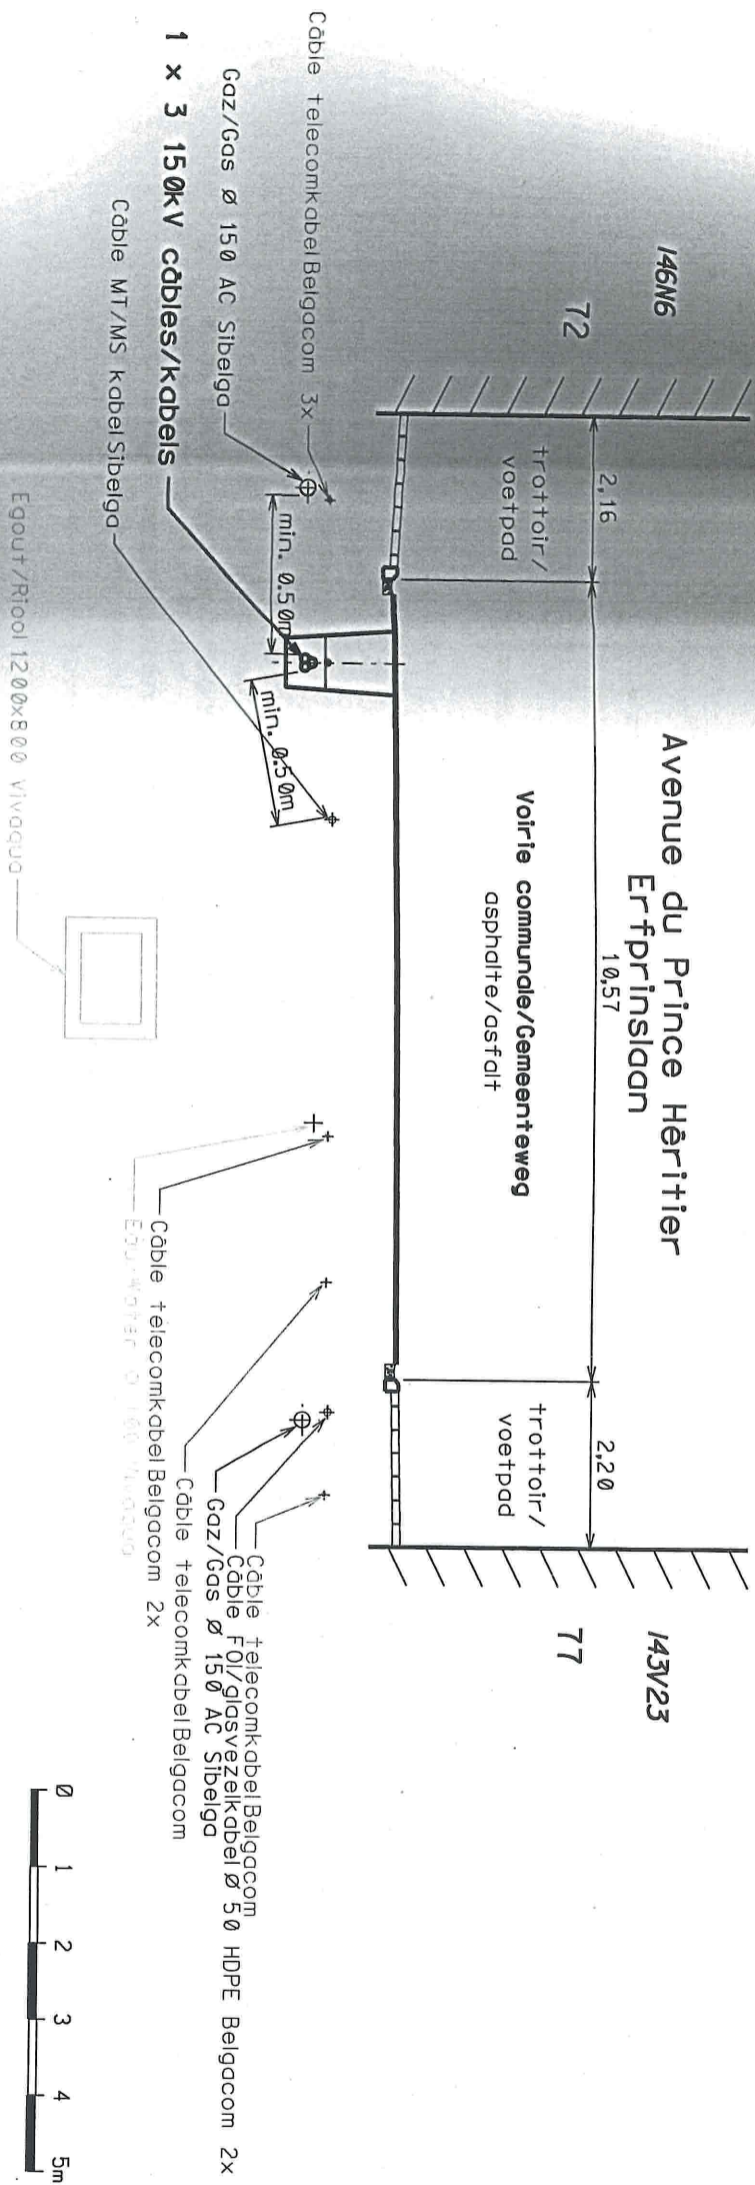 Avenue du Prince Héritier
Erfprinslaan
146N6
143V23
72
77
2,16
10,57
2,20
trottoir/
voetpad
Voirie communale/Gemeenteweg
asphalte/asfalt
trottoir/
voetpad
Câble telecomkabel Belgacom 3x
Gaz/Gas Ø 150 AC Sibelga
1 x 3 150kV câbles/kabels
Câble MT/MS kabel Sibelga
Egout/Riool 1200x800 Vivaqua
min. 0.50m
min. 0.50m
Câble telecomkabel Belgacom
Câble FO/glasvezelkabel Ø 50 HDPE Belgacom 2x
Gaz/Gas Ø 150 AC Sibelga
Câble telecomkabel Belgacom
Câble telecomkabel Belgacom 2x
0 1 2 3 4 5m